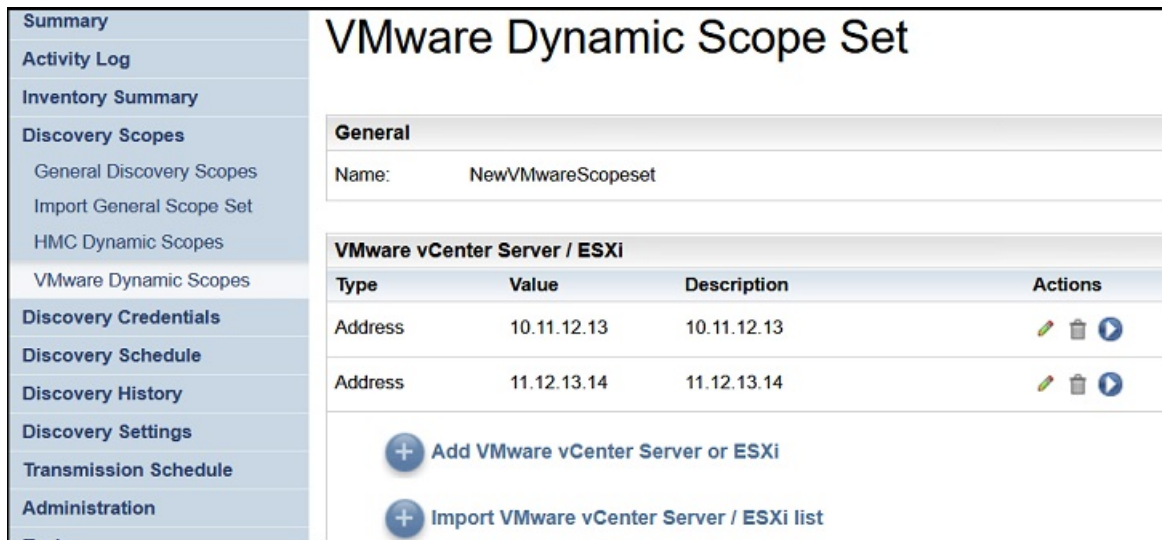 Summary
Activity Log
Inventory Summary
Discovery Scopes
General Discovery Scopes
Import General Scope Set
HMC Dynamic Scopes
VMware Dynamic Scopes
Discovery Credentials
Discovery Schedule
Discovery History
Discovery Settings
Transmission Schedule
Administration
VMware Dynamic Scope Set
General
Name: NewVMwareScopeset
VMware vCenter Server / ESXi
Type Value Description Actions
Address 10.11.12.13 10.11.12.13
Address 11.12.13.14 11.12.13.14
Add VMware vCenter Server or ESXi
Import VMware vCenter Server / ESXi list